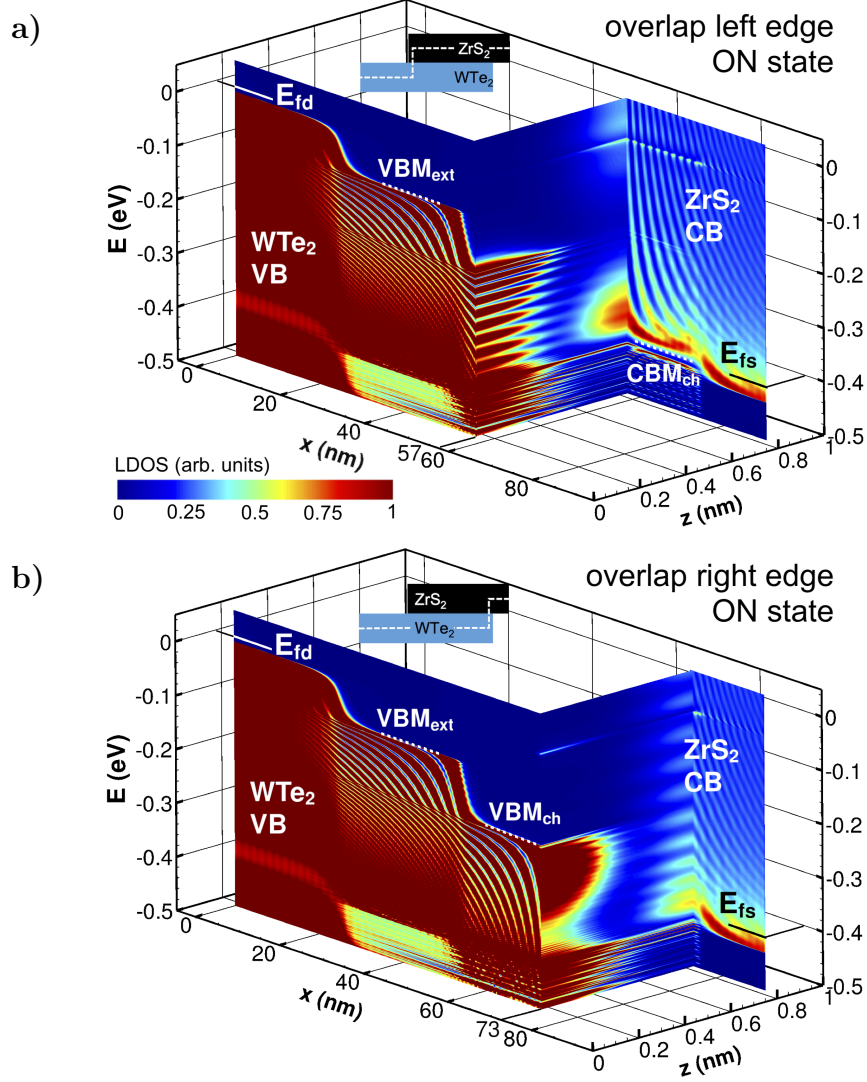 a)
overlap left edge
ON state
ZrS2
WTe2
0
-0.1
-0.2
-0.3
-0.4
-0.5
E (eV)
Efd
VBMext
WTe2
VB
ZrS2
CB
Efs
CBMch
0
-0.1
-0.2
-0.3
-0.4
-0.5
0
20
40
57
60
80
x (nm)
0
0.2
0.4
0.6
0.8
1
z (nm)
LDOS (arb. units)
0
0.25
0.5
0.75
1
b)
overlap right edge
ON state
ZrS2
WTe2
0
-0.1
-0.2
-0.3
-0.4
-0.5
E (eV)
Efd
VBMext
VBMch
WTe2
VB
ZrS2
CB
Efs
0
-0.1
-0.2
-0.3
-0.4
-0.5
0
20
40
60
73
80
x (nm)
0
0.2
0.4
0.6
0.8
1
z (nm)